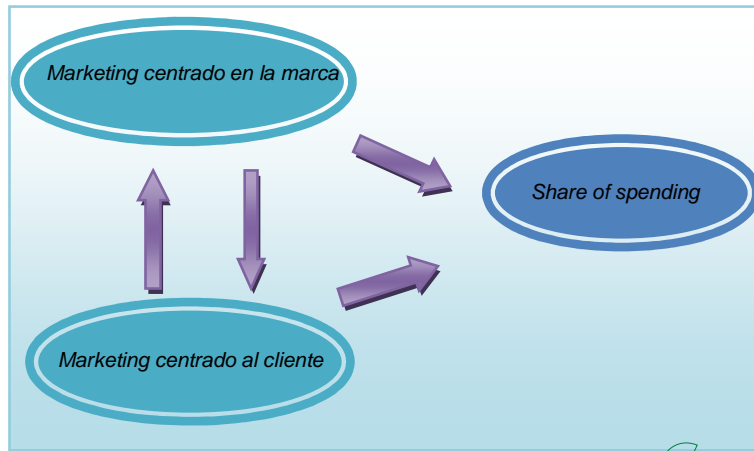 Marketing centrado en la marca
Share of spending
Marketing centrado al cliente